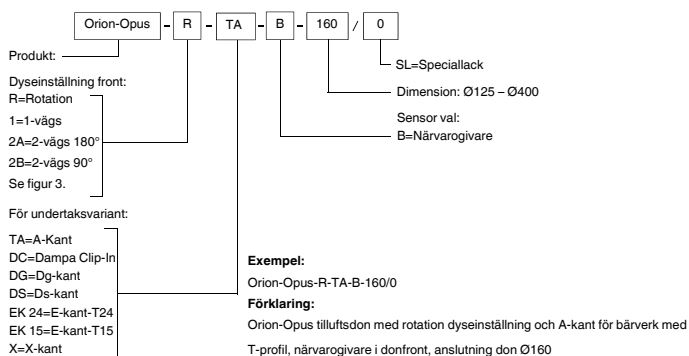 Orion-Opus - R - TA - B - 160 / 0
Produkt:
SL=Speciallack
Dyseinställning front:
R=Rotation
1=1-vägs
2A=2-vägs 180°
2B=2-vägs 90°
Se figur 3.
Dimension: Ø125 – Ø400
Sensor val:
B=Närvarogivare
För undertaksvariant:
TA=A-Kant
DC=Dampa Clip-In
DG=Dg-kant
DS=Ds-kant
EK 24=E-kant-T24
EK 15=E-kant-T15
X=X-kant
Exempel:
Orion-Opus-R-TA-B-160/0
Förklaring:
Orion-Opus tilluftsdon med rotation dyseinställning och A-kant för bärverk med
T-profil, närvarogivare i donfront, anslutning don Ø160